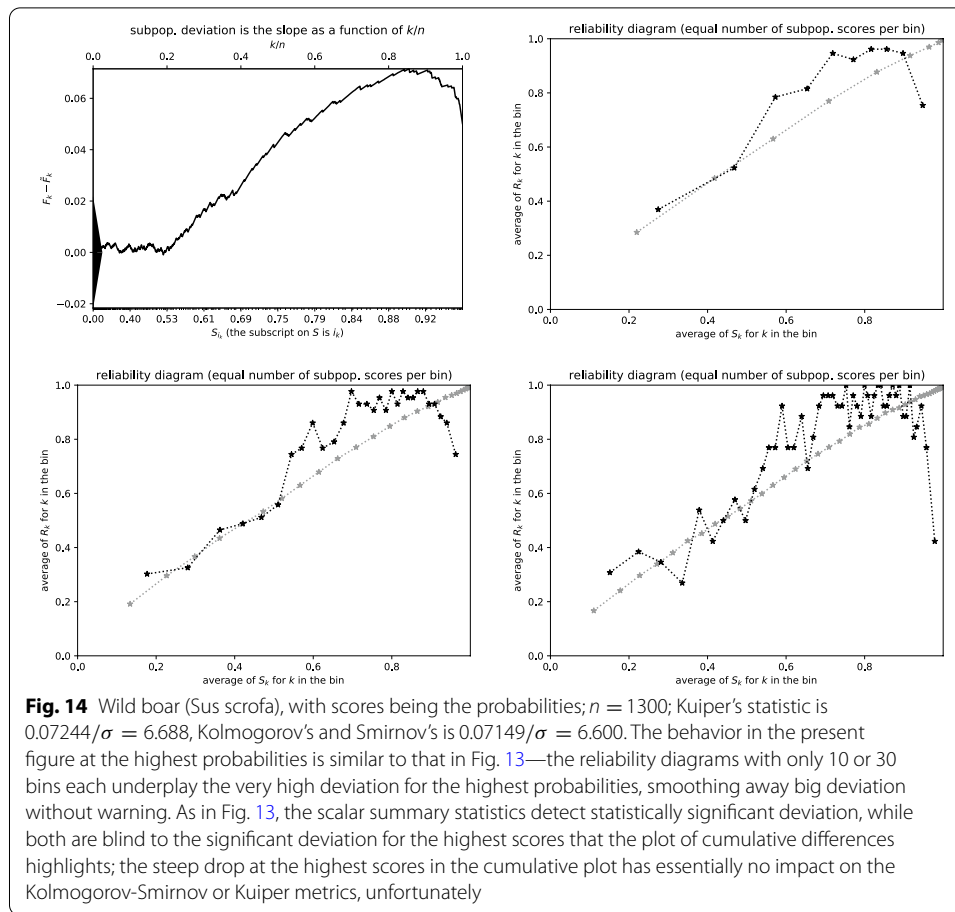 subpop. deviation is the slope as a function of k/n
k/n
0.0 0.2 0.3 0.5 0.6 0.7 0.9 1.0
0.06
0.04
0.02
0.00
−0.02
F_k − F̃_k
0.00 0.40 0.53 0.61 0.69 0.75 0.79 0.84 0.88 0.92
S_{i_k} (the subscript on S is i_k)
reliability diagram (equal number of subpop. scores per bin)
1.0
0.8
0.6
0.4
0.2
0.0
average of R_k for k in the bin
0.0 0.2 0.4 0.6 0.8
average of S_k for k in the bin
reliability diagram (equal number of subpop. scores per bin)
1.0
0.8
0.6
0.4
0.2
0.0
average of R_k for k in the bin
0.0 0.2 0.4 0.6 0.8
average of S_k for k in the bin
reliability diagram (equal number of subpop. scores per bin)
1.0
0.8
0.6
0.4
0.2
0.0
average of R_k for k in the bin
0.0 0.2 0.4 0.6 0.8
average of S_k for k in the bin
Fig. 14 Wild boar (Sus scrofa), with scores being the probabilities; n = 1300; Kuiper’s statistic is
0.07244/σ = 6.688, Kolmogorov’s and Smirnov’s is 0.07149/σ = 6.600. The behavior in the present
figure at the highest probabilities is similar to that in Fig. 13—the reliability diagrams with only 10 or 30
bins each underplay the very high deviation for the highest probabilities, smoothing away big deviation
without warning. As in Fig. 13, the scalar summary statistics detect statistically significant deviation, while
both are blind to the significant deviation for the highest scores that the plot of cumulative differences
highlights; the steep drop at the highest scores in the cumulative plot has essentially no impact on the
Kolmogorov-Smirnov or Kuiper metrics, unfortunately